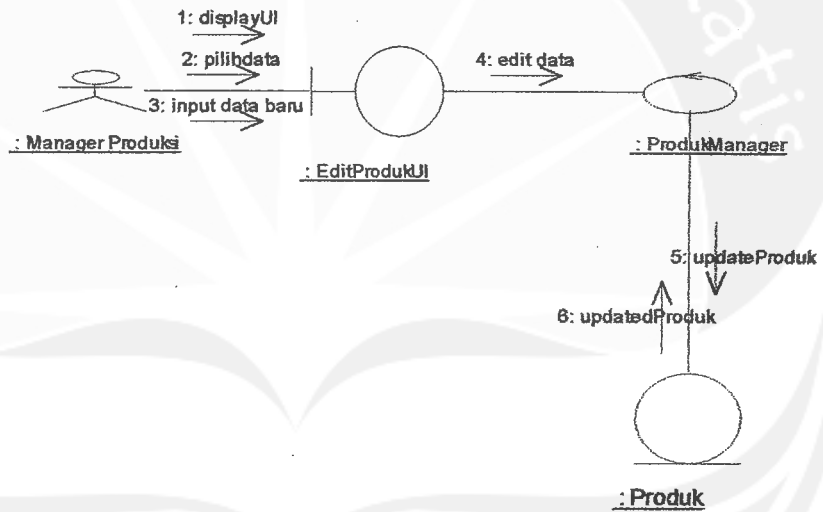 1: displayUI
2: pilihdata
3: input data baru
4: edit data
: Manager Produksi
: EditProdukUI
: ProdukManager
5: updateProduk
6: updatedProduk
: Produk